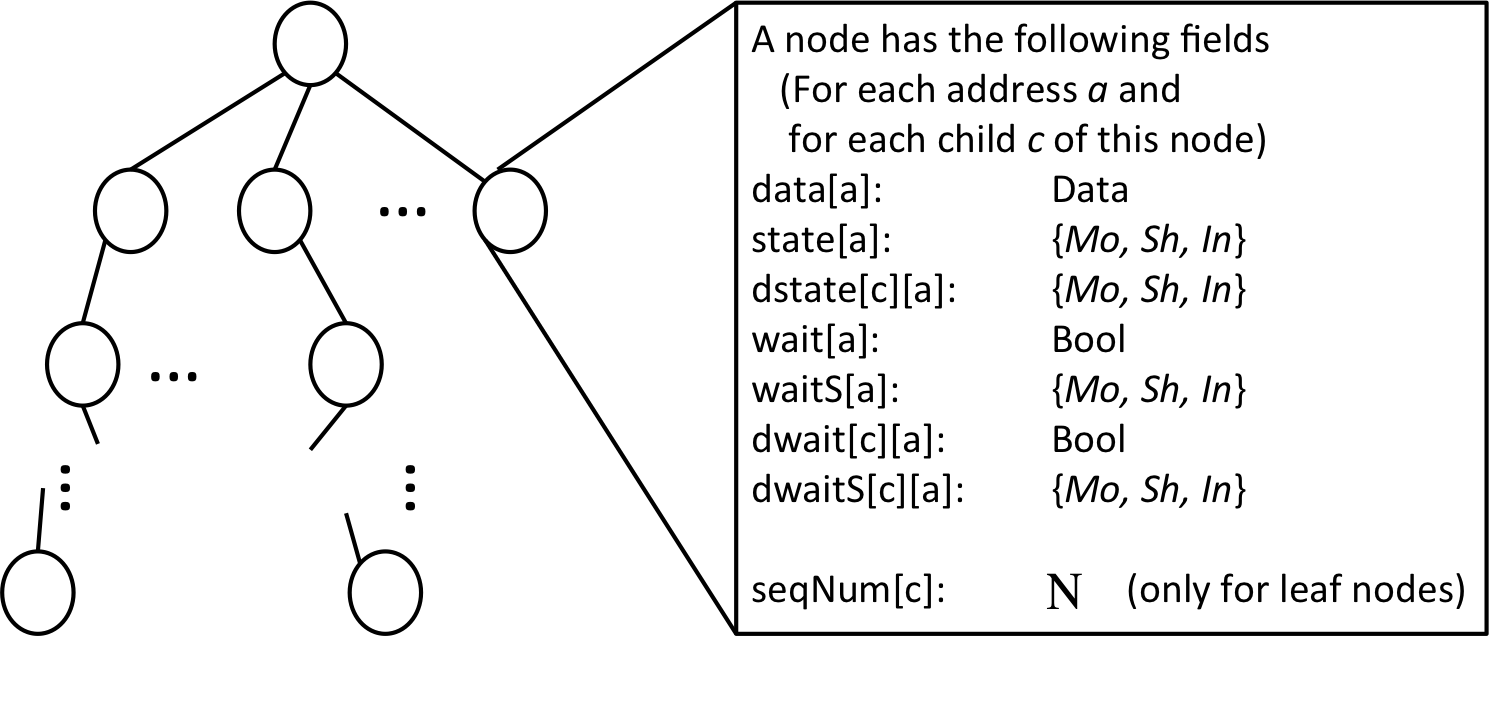 A node has the following fields
(For each address a and
for each child c of this node)
data[a]: Data
state[a]: {Mo, Sh, In}
dstate[c][a]: {Mo, Sh, In}
wait[a]: Bool
waitS[a]: {Mo, Sh, In}
dwait[c][a]: Bool
dwaitS[c][a]: {Mo, Sh, In}
seqNum[c]: N (only for leaf nodes)